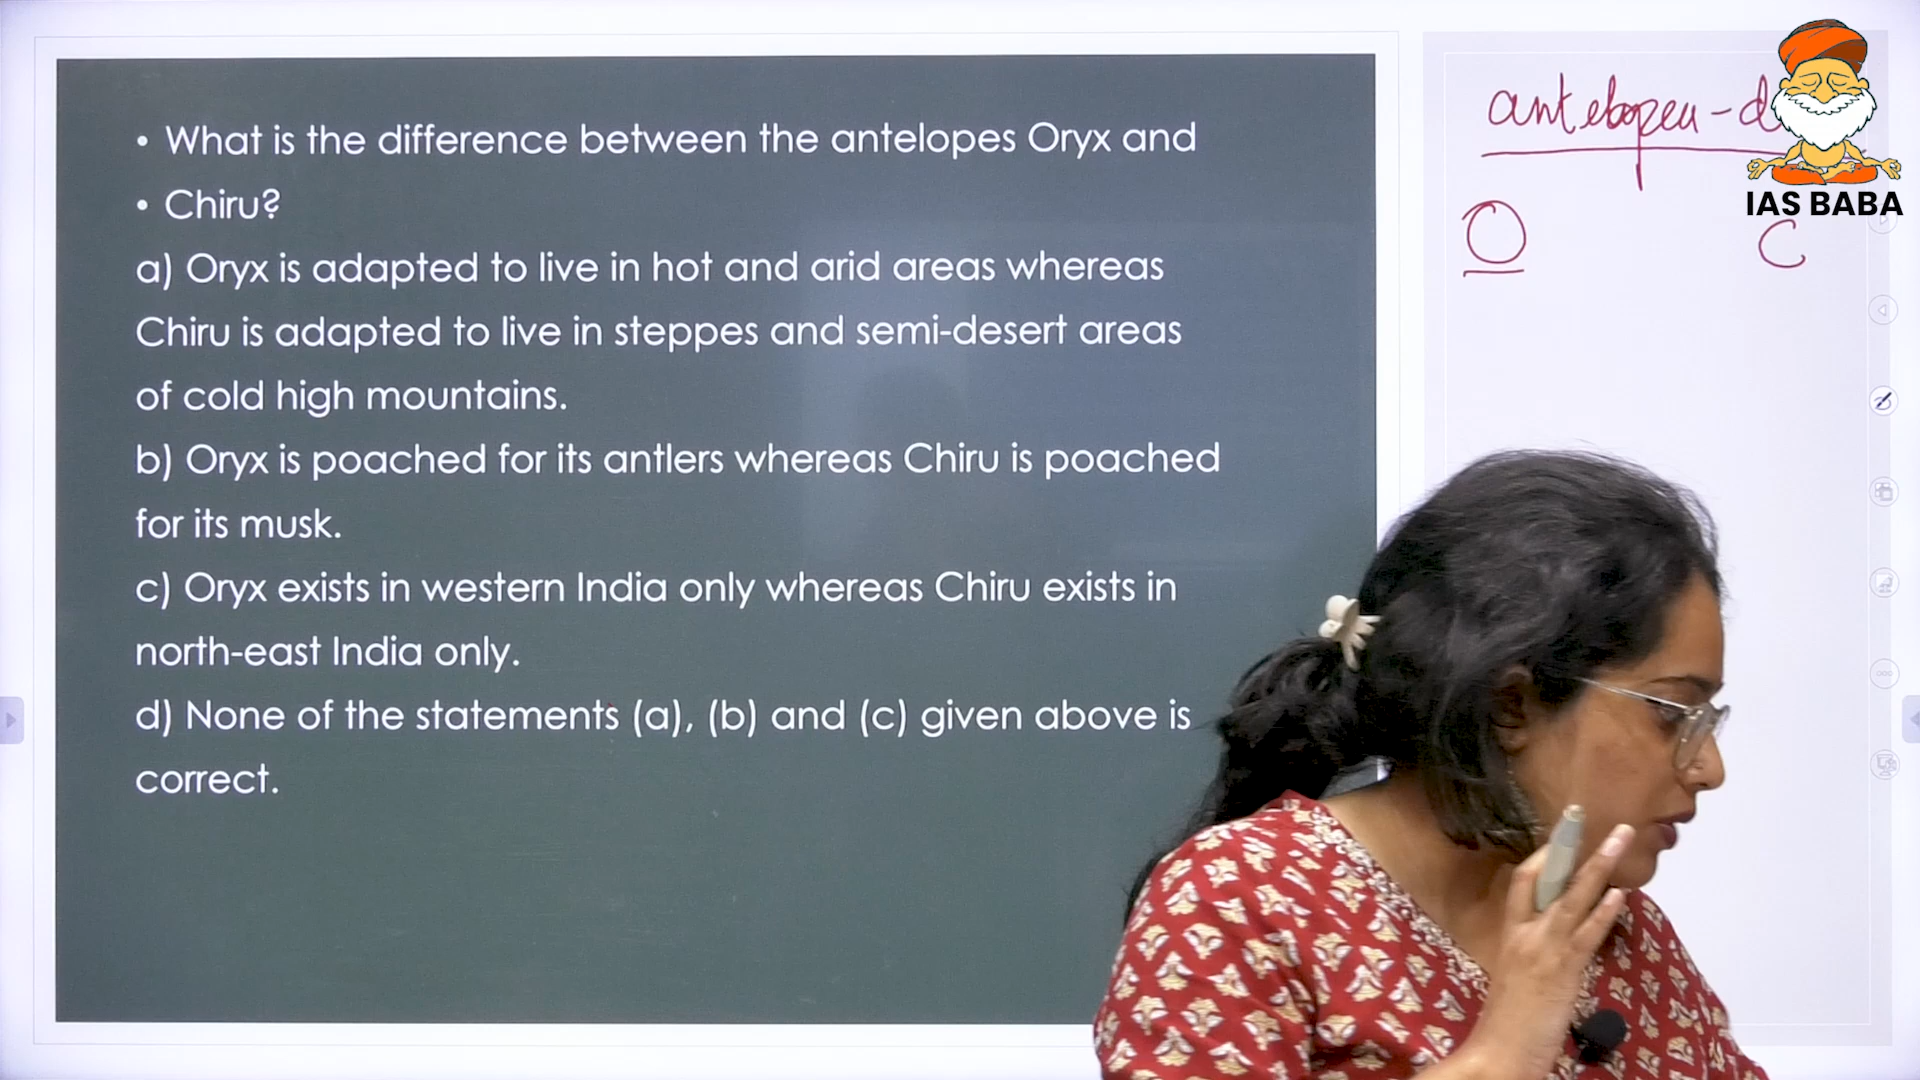 • What is the difference between the antelopes Oryx and
• Chiru?
a) Oryx is adapted to live in hot and arid areas whereas
Chiru is adapted to live in steppes and semi-desert areas
of cold high mountains.
b) Oryx is poached for its antlers whereas Chiru is poached
for its musk.
c) Oryx exists in western India only whereas Chiru exists in
north-east India only.
d) None of the statements (a), (b) and (c) given above is
correct.
IAS BABA
O
C